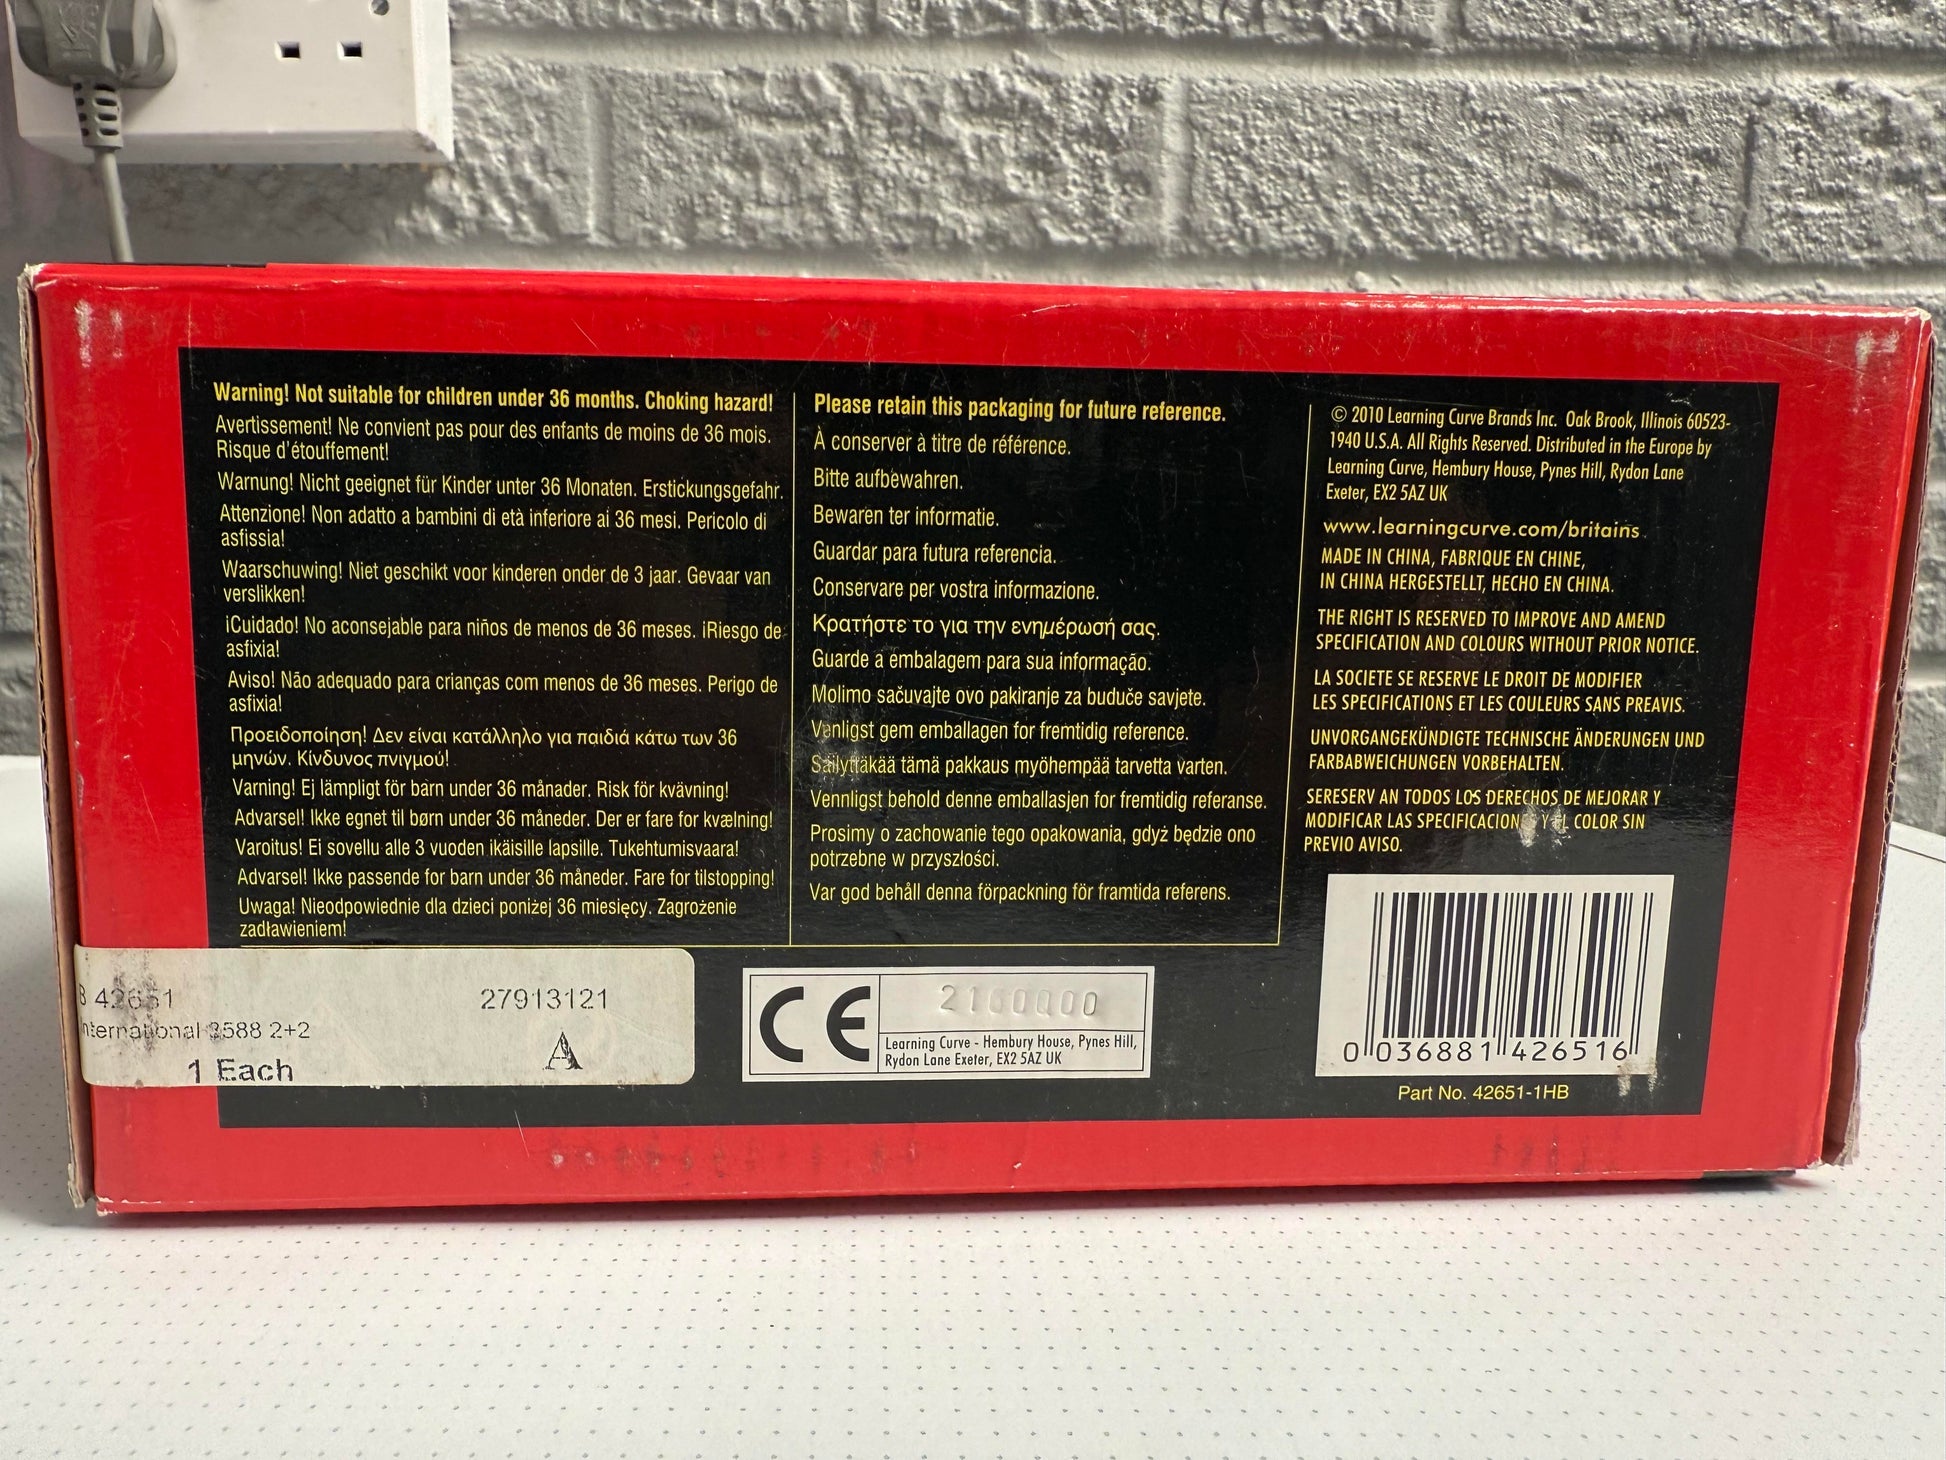 Warning! Not suitable for children under 36 months. Choking hazard!
Avertissement! Ne convient pas pour des enfants de moins de 36 mois.
Risque d'étouffement!
Warnung! Nicht geeignet für Kinder unter 36 Monaten. Erstickungsgefahr.
Attenzione! Non adatto a bambini di età inferiore ai 36 mesi. Pericolo di
asfissia!
Waarschuwing! Niet geschikt voor kinderen onder de 3 jaar. Gevaar van
verslikken!
¡Cuidado! No aconsejable para niños de menos de 36 meses. ¡Riesgo de
asfixia!
Aviso! Não adequado para crianças com menos de 36 meses. Perigo de
asfixia!
Προειδοποίηση! Δεν είναι κατάλληλο για παιδιά κάτω των 36
μηνών. Κίνδυνος πνιγμού!
Varning! Ej lämpligt för barn under 36 månader. Risk för kvävning!
Advarsel! Ikke egnet til børn under 36 måneder. Der er fare for kvælning!
Varoitus! Ei sovellu alle 3 vuoden ikäisille lapsille. Tukehtumisvaara!
Advarsel! Ikke passende for barn under 36 måneder. Fare for tilstopping!
Uwaga! Nieodpowiednie dla dzieci poniżej 36 miesięcy. Zagrożenie
zadławieniem!
Please retain this packaging for future reference.
À conserver à titre de référence.
Bitte aufbewahren.
Bewaren ter informatie.
Guardar para futura referencia.
Conservare per vostra informazione.
Κρατήστε το για την ενημέρωσή σας.
Guarde a embalagem para sua informação.
Molimo sačuvajte ovo pakiranje za buduče savjete.
Venligst gem emballagen for fremtidig reference.
Säilyttäkää tämä pakkaus myöhempää tarvetta varten.
Vennligst behold denne emballasjen for fremtidig referanse.
Prosimy o zachowanie tego opakowania, gdyż będzie ono
potrzebne w przyszłości.
Var god behåll denna förpackning för framtida referens.
© 2010 Learning Curve Brands Inc. Oak Brook, Illinois 60523-
1940 U.S.A. All Rights Reserved. Distributed in the Europe by
Learning Curve, Hembury House, Pynes Hill, Rydon Lane
Exeter, EX2 5AZ UK
www.learningcurve.com/britains
MADE IN CHINA, FABRIQUE EN CHINE,
IN CHINA HERGESTELLT, HECHO EN CHINA.
THE RIGHT IS RESERVED TO IMPROVE AND AMEND
SPECIFICATION AND COLOURS WITHOUT PRIOR NOTICE.
LA SOCIETE SE RESERVE LE DROIT DE MODIFIER
LES SPECIFICATIONS ET LES COULEURS SANS PREAVIS.
UNVORGANGEKÜNDIGTE TECHNISCHE ÄNDERUNGEN UND
FARBABWEICHUNGEN VORBEHALTEN.
SERESERV AN TODOS LOS DERECHOS DE MEJORAR Y
MODIFICAR LAS SPECIFICACION Y EL COLOR SIN
PREVIO AVISO.
0 036881 426516
Part No. 42651-1HB
B 42651 27913121
nternational 3588 2+2
1 Each A
CE
Learning Curve - Hembury House, Pynes Hill,
Rydon Lane Exeter, EX2 5AZ UK